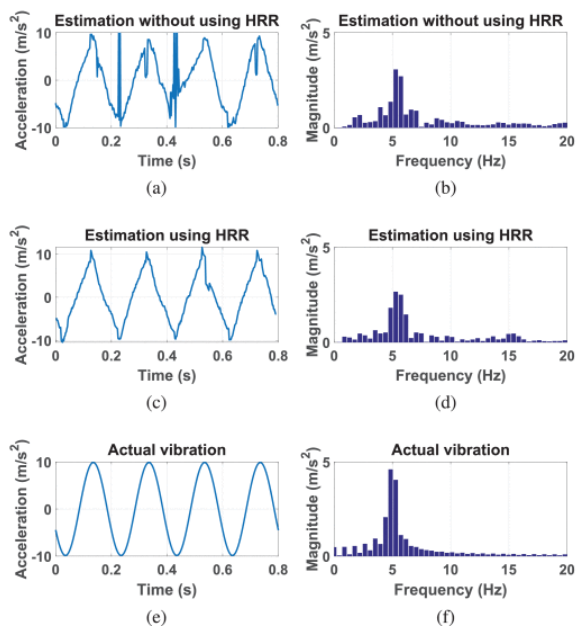 Estimation without using HRR
Acceleration (m/s²)
10
0
-10
0 0.2 0.4 0.6 0.8
Time (s)
(a)
Estimation without using HRR
Magnitude (m/s²)
5
0
0 5 10 15 20
Frequency (Hz)
(b)
Estimation using HRR
Acceleration (m/s²)
10
0
-10
0 0.2 0.4 0.6 0.8
Time (s)
(c)
Estimation using HRR
Magnitude (m/s²)
5
0
0 5 10 15 20
Frequency (Hz)
(d)
Actual vibration
Acceleration (m/s²)
10
0
-10
0 0.2 0.4 0.6 0.8
Time (s)
(e)
Actual vibration
Magnitude (m/s²)
5
0
0 5 10 15 20
Frequency (Hz)
(f)